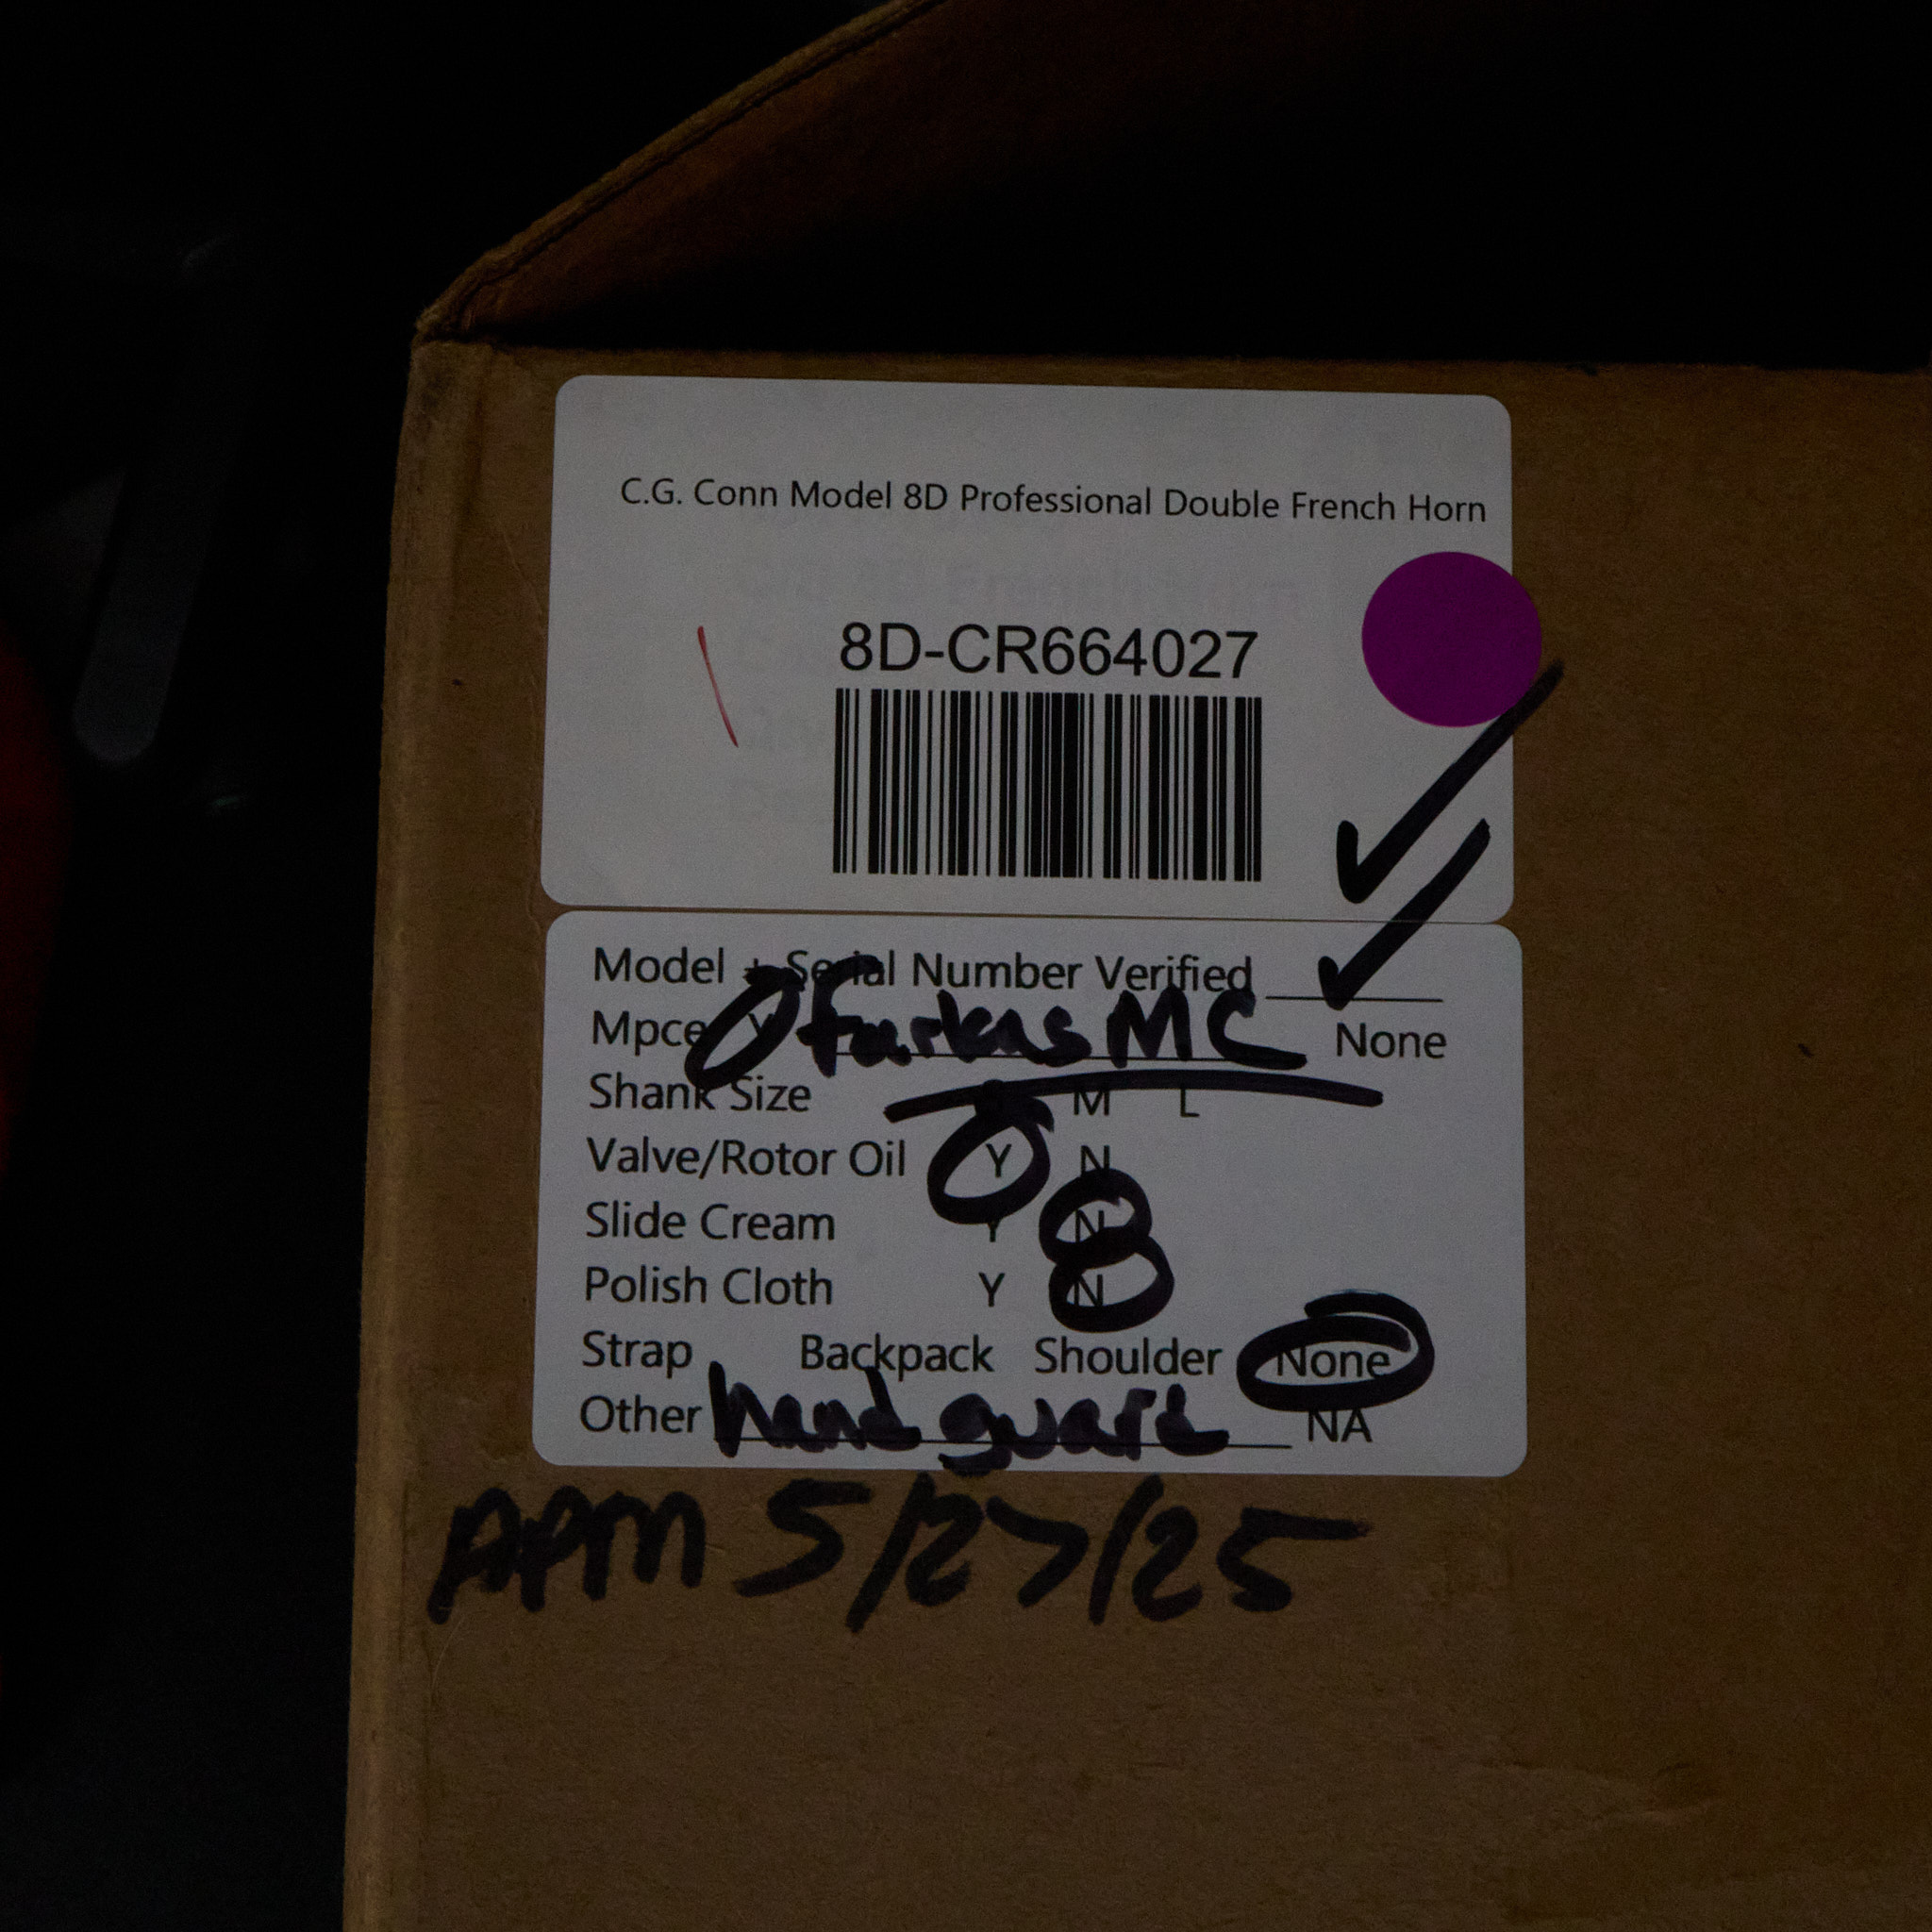 C.G. Conn Model 8D Professional Double French Horn
8D-CR664027
Model + Serial Number Verified
Mpce Y Farkas MC None
Shank Size S M L
Valve/Rotor Oil Y N
Slide Cream Y N
Polish Cloth Y N
Strap Backpack Shoulder None
Other hand guard NA
APM 5/27/25